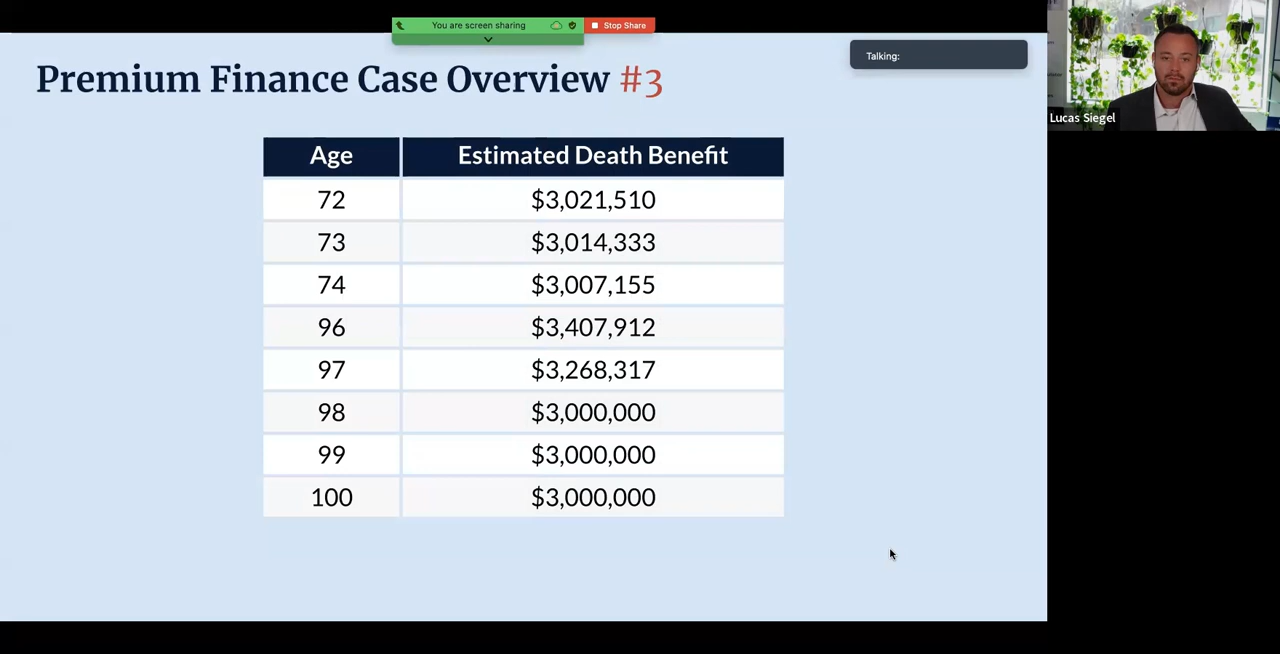 You are screen sharing
Stop Share
Talking:
Premium Finance Case Overview #3
Lucas Siegel
Age Estimated Death Benefit
72 $3,021,510
73 $3,014,333
74 $3,007,155
96 $3,407,912
97 $3,268,317
98 $3,000,000
99 $3,000,000
100 $3,000,000